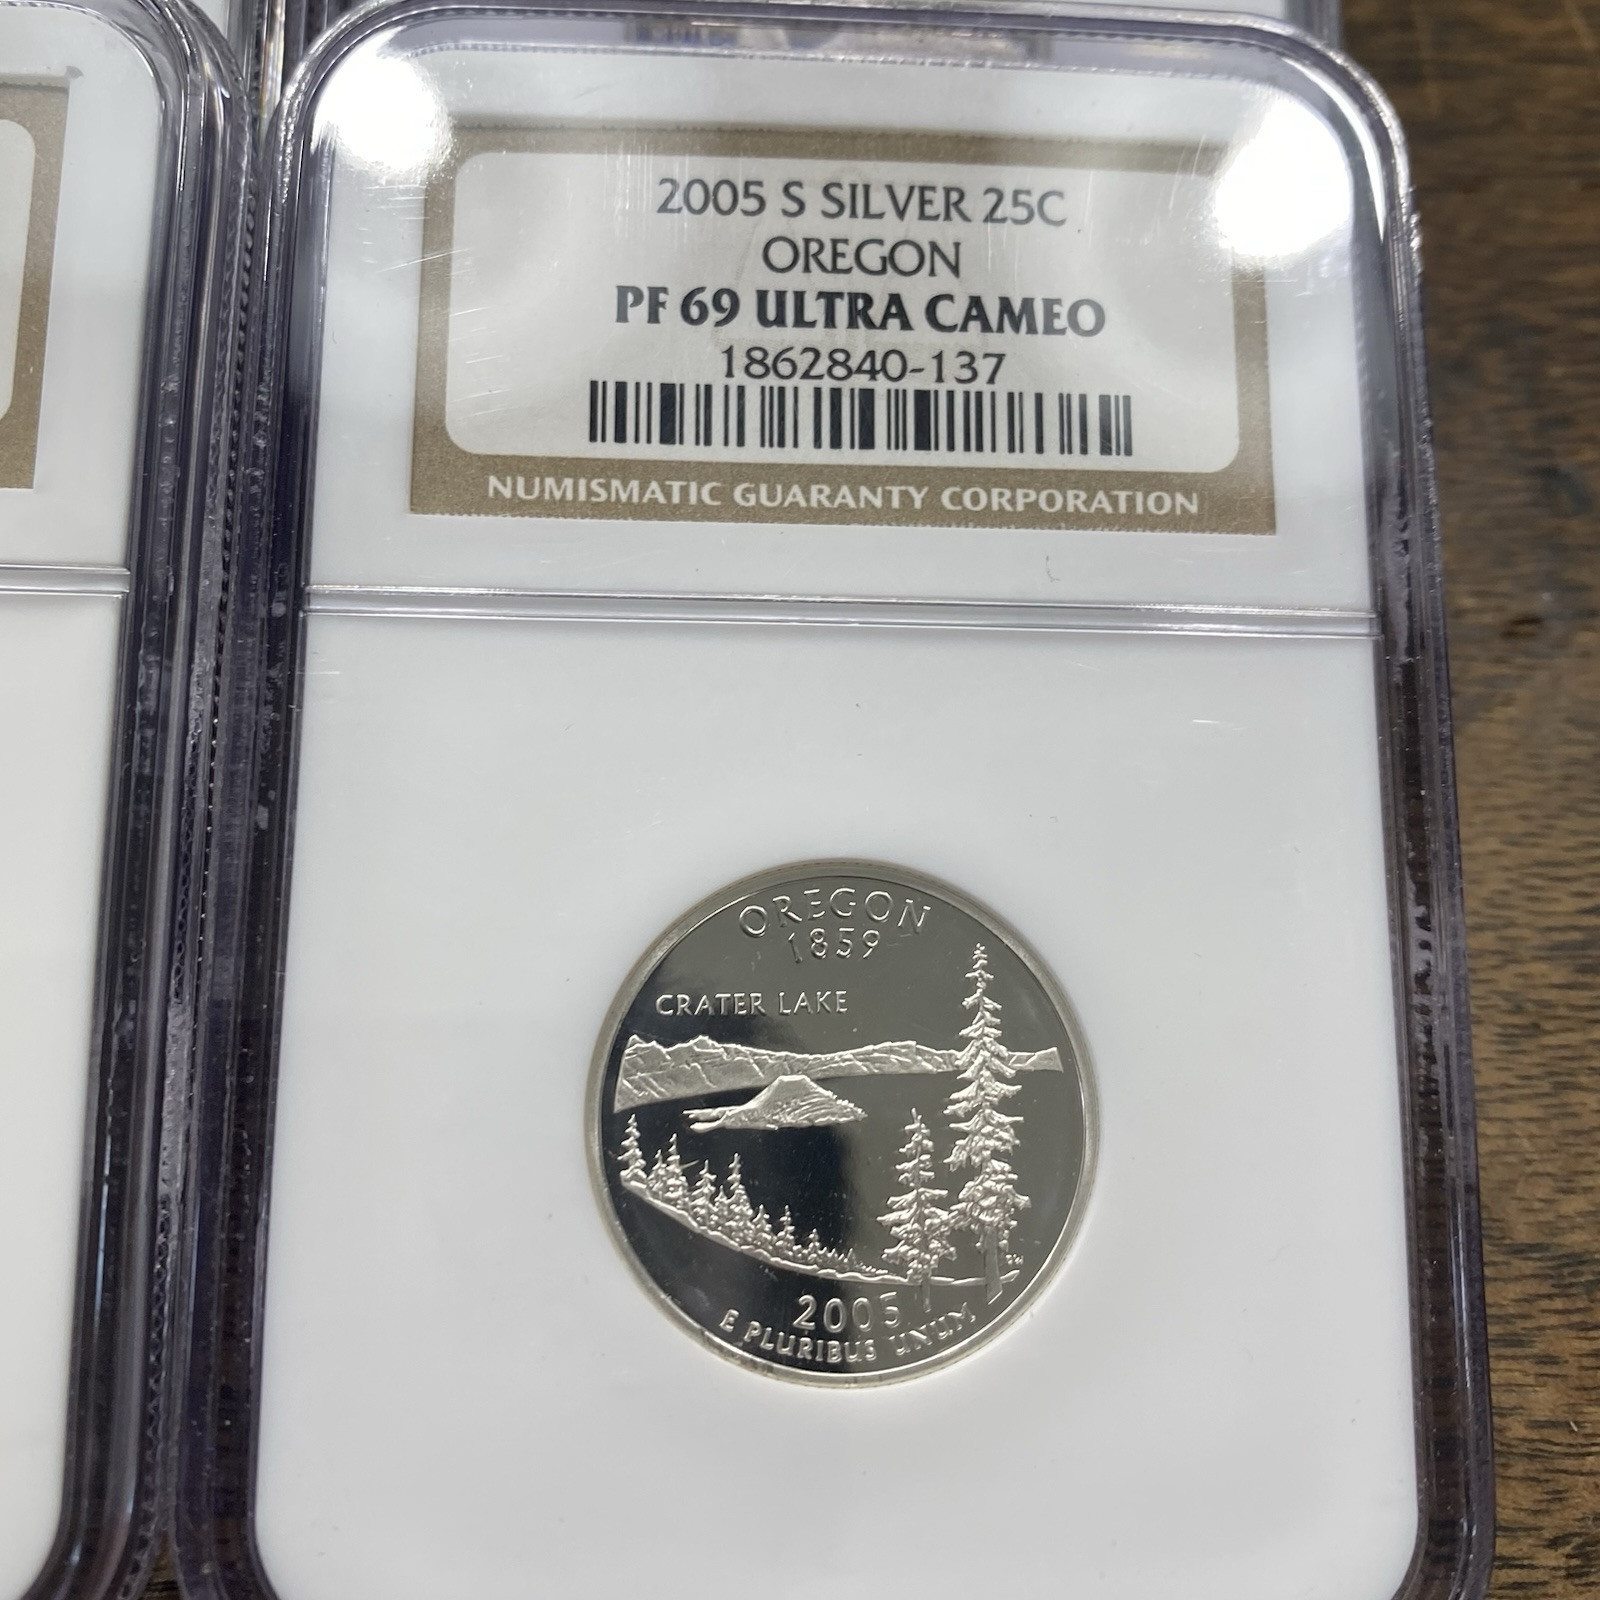 2005 S SILVER 25C
OREGON
PF 69 ULTRA CAMEO
1862840-137
NUMISMATIC GUARANTY CORPORATION
OREGON
1859
CRATER LAKE
2005
E PLURIBUS UNUM